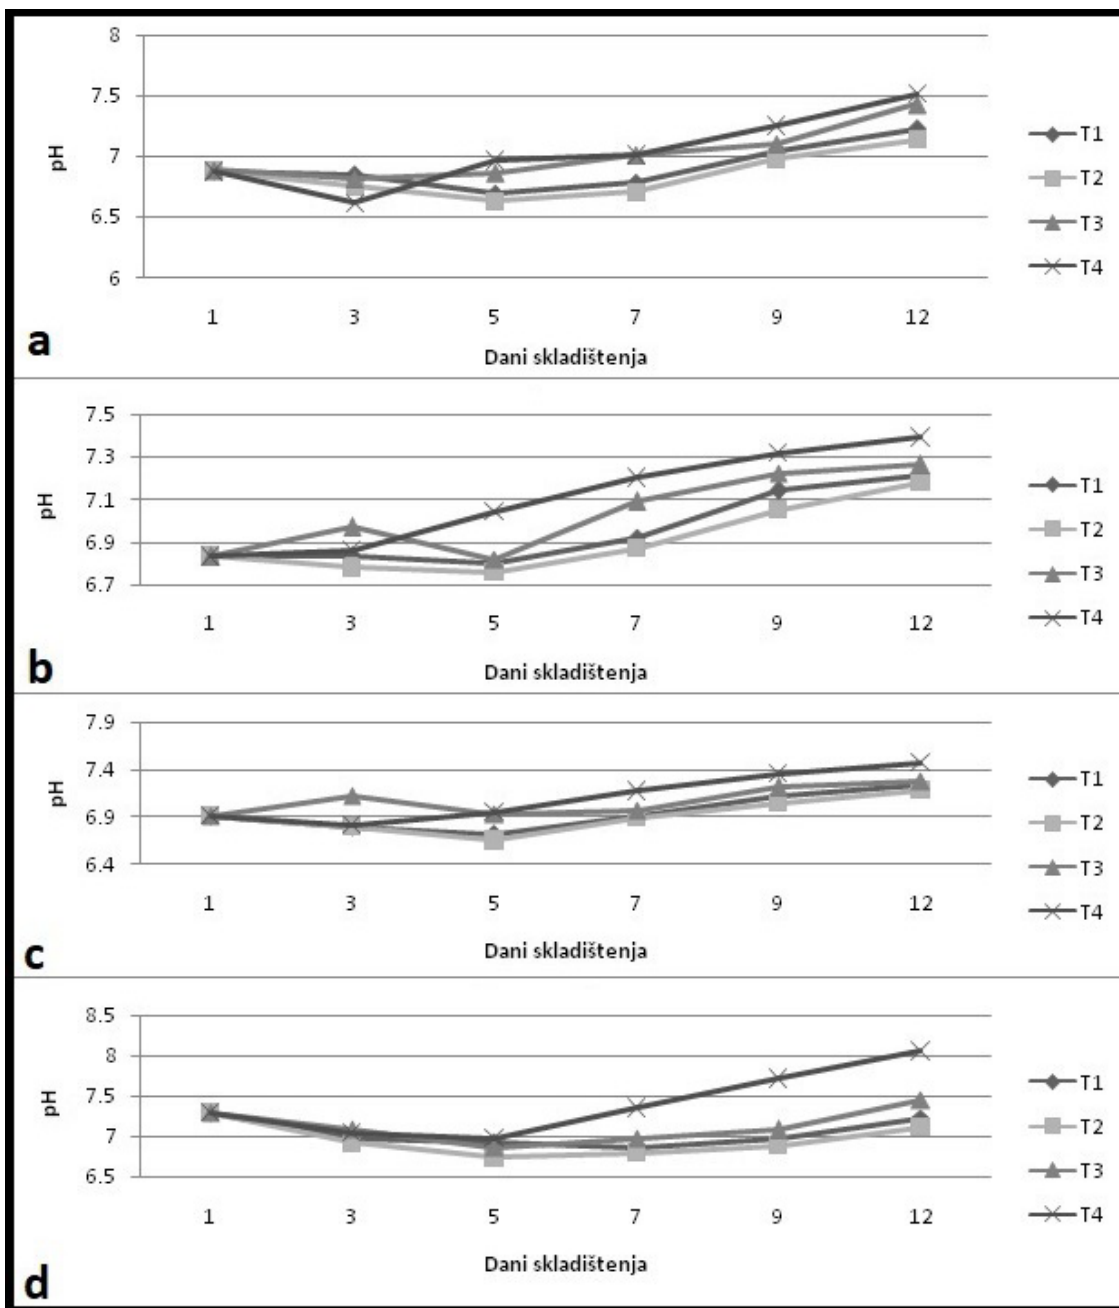 8
7.5
7
6.5
6
pH
1 3 5 7 9 12
Dani skladištenja
T1
T2
T3
T4
a
7.5
7.3
7.1
6.9
6.7
pH
1 3 5 7 9 12
Dani skladištenja
T1
T2
T3
T4
b
7.9
7.4
6.9
6.4
pH
1 3 5 7 9 12
Dani skladištenja
T1
T2
T3
T4
c
8.5
8
7.5
7
6.5
pH
1 3 5 7 9 12
Dani skladištenja
T1
T2
T3
T4
d